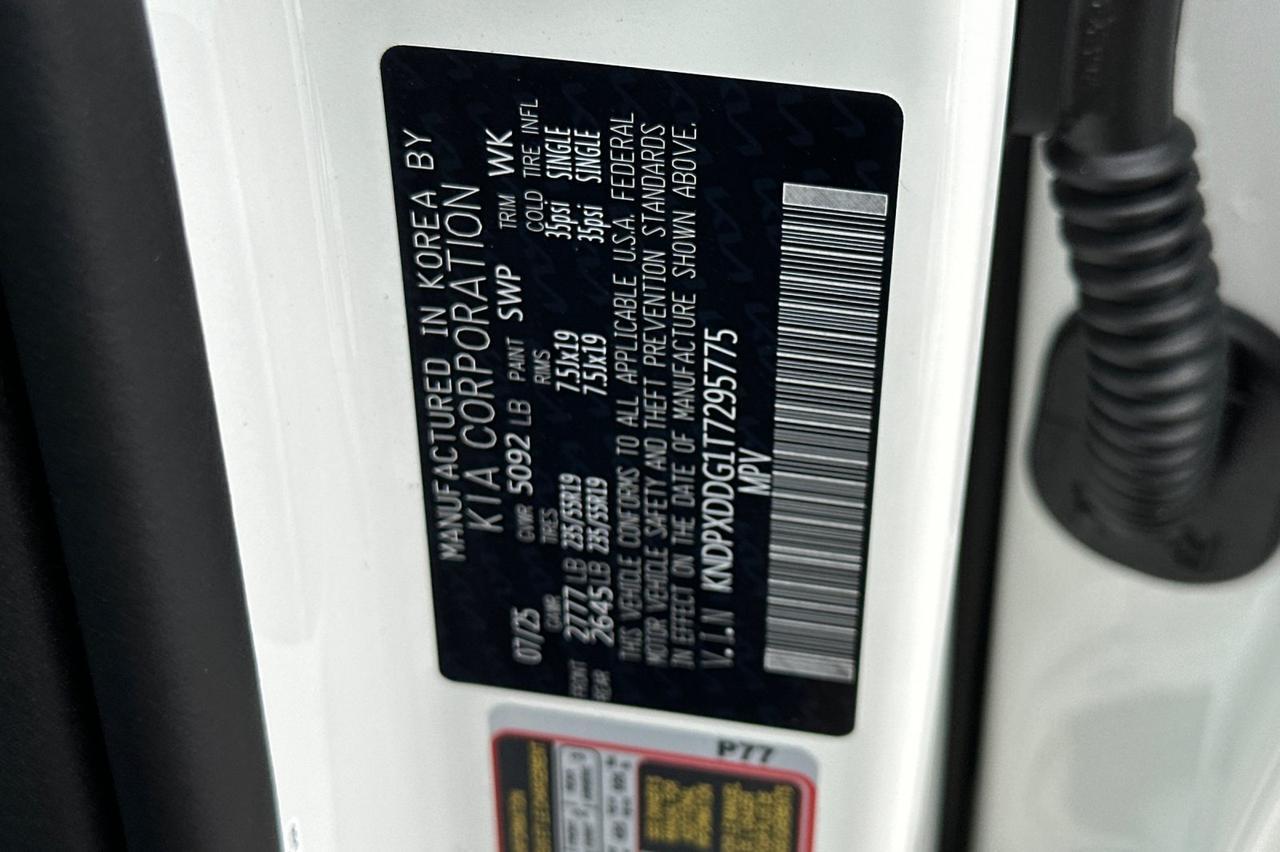 MANUFACTURED IN KOREA BY
KIA CORPORATION
07/25 GVWR 5092 LB PAINT SWP TRIM WK
GAWR TIRES RIMS COLD TIRE INFL
FRONT 2777 LB 235/55R19 7.5Jx19 35psi SINGLE
REAR 2645 LB 235/55R19 7.5Jx19 35psi SINGLE
THIS VEHICLE CONFORMS TO ALL APPLICABLE U.S.A. FEDERAL
MOTOR VEHICLE SAFETY AND THEFT PREVENTION STANDARDS
IN EFFECT ON THE DATE OF MANUFACTURE SHOWN ABOVE.
V.I.N KNDPXDDG1T7295775
MPV
P77